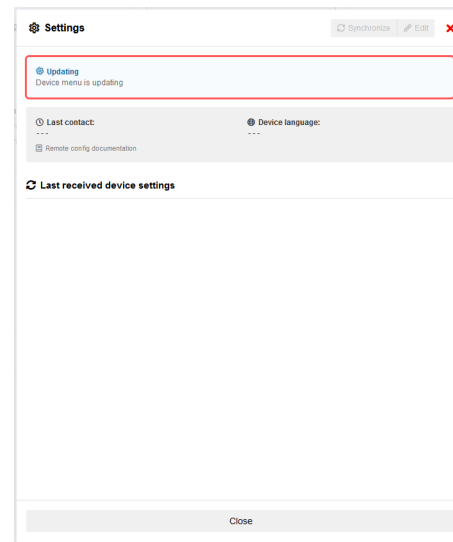 Settings
Synchronize
Edit
Updating
Device menu is updating
Last contact:
Device language:
---
---
Remote config documentation
Last received device settings
Close